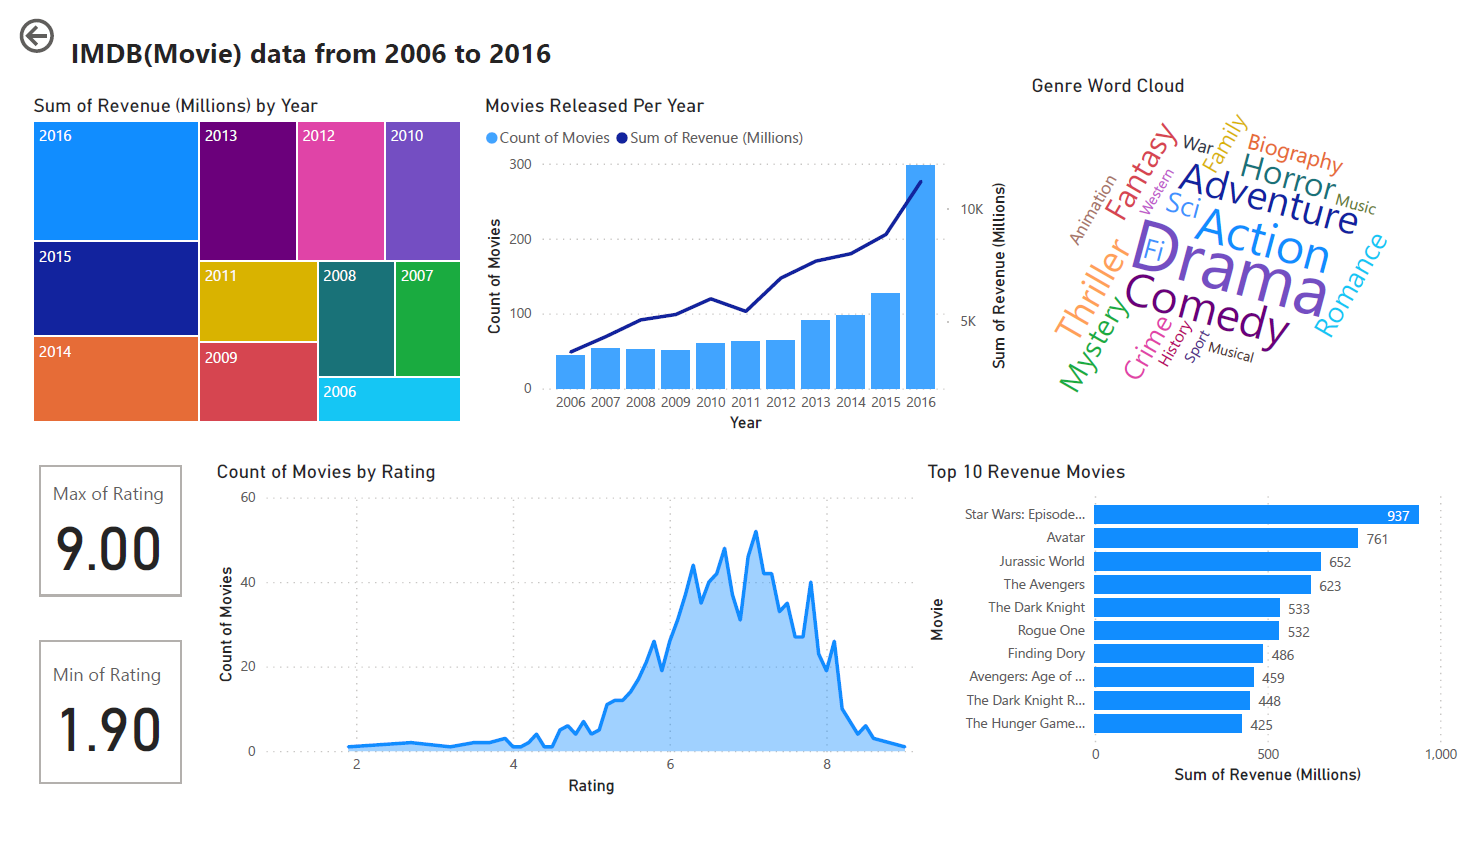 IMDB(Movie) data from 2006 to 2016
Sum of Revenue (Millions) by Year
2016
2013
2012
2010
2015
2011
2008
2007
2014
2009
2006
Movies Released Per Year
Count of Movies
Sum of Revenue (Millions)
300
200
100
0
Count of Movies
10K
5K
Sum of Revenue (Millions)
2006 2007 2008 2009 2010 2011 2012 2013 2014 2015 2016
Year
Genre Word Cloud
War
Family
Biography
Fantasy
Horror
Adventure
Western
Music
Animation
Sci
Action
Drama
Fi
Thriller
Comedy
Romance
Mystery
Crime
History
Sport
Musical
Max of Rating
9.00
Min of Rating
1.90
Count of Movies by Rating
60
40
20
0
Count of Movies
2 4 6 8
Rating
Top 10 Revenue Movies
Movie
Star Wars: Episode... 937
Avatar 761
Jurassic World 652
The Avengers 623
The Dark Knight 533
Rogue One 532
Finding Dory 486
Avengers: Age of ... 459
The Dark Knight R... 448
The Hunger Game... 425
0 500 1,000
Sum of Revenue (Millions)